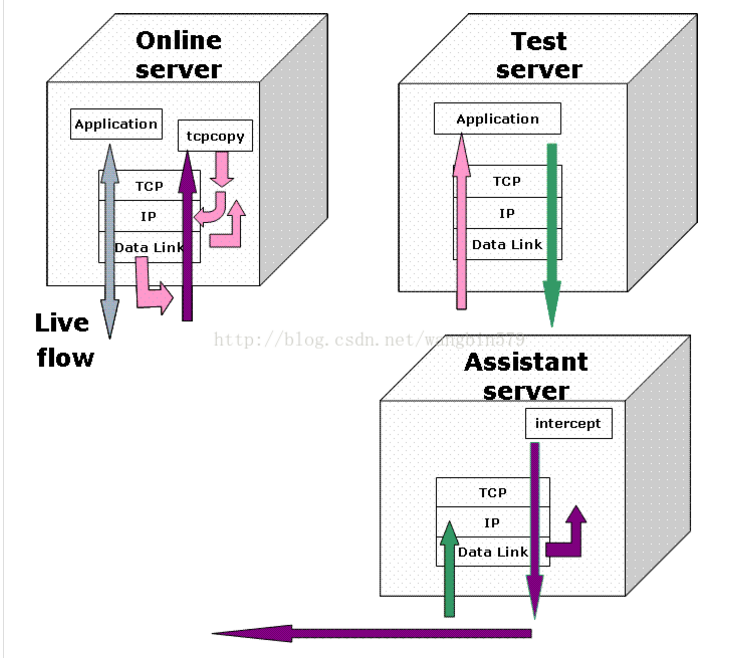 Online
server
Application
tcpcopy
TCP
IP
Data Link
Live
flow
Test
server
Application
TCP
IP
Data Link
http://blog.csdn.net/wangbin579
Assistant
server
intercept
TCP
IP
Data Link